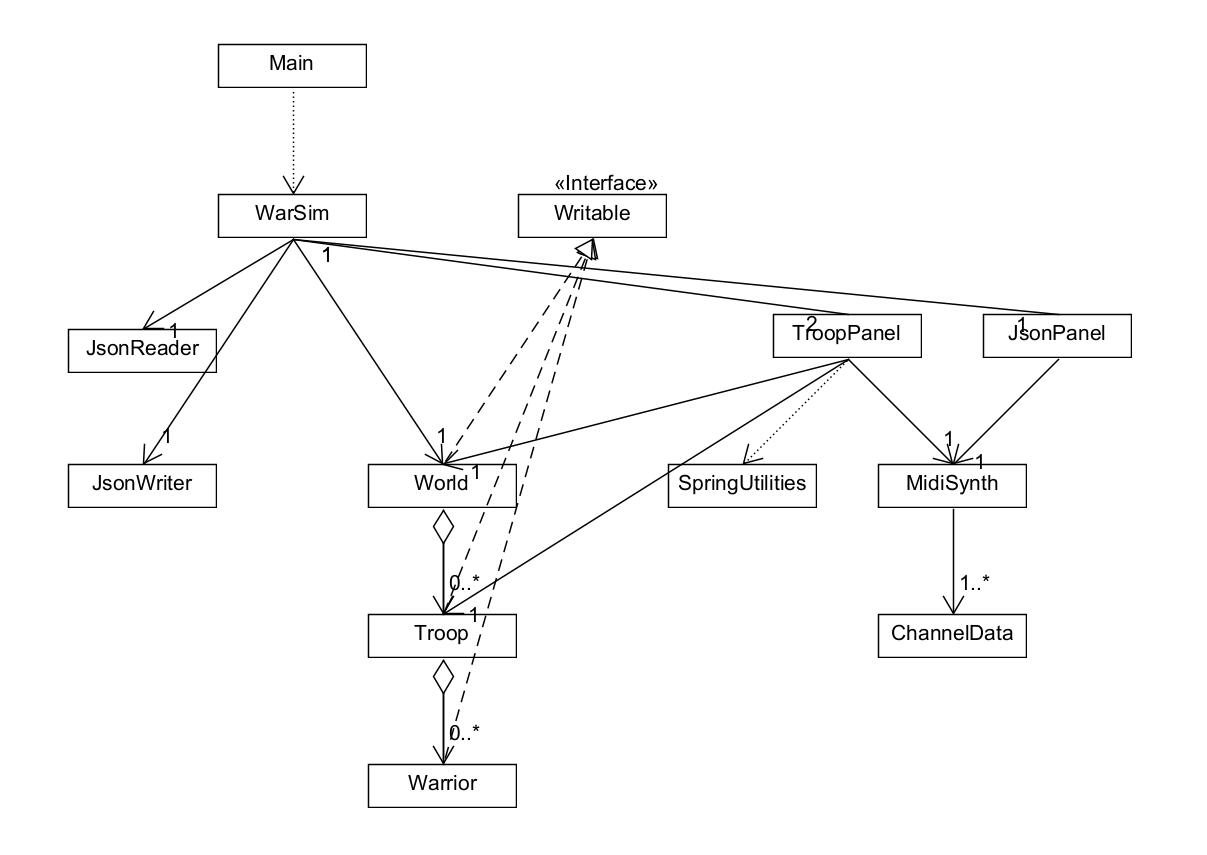 Main
«Interface»
WarSim
Writable
1
1
JsonReader
2
TroopPanel
1
JsonPanel
1
1
1
1
1
JsonWriter
World
SpringUtilities
MidiSynth
0..*
1..*
1
Troop
ChannelData
0..*
Warrior